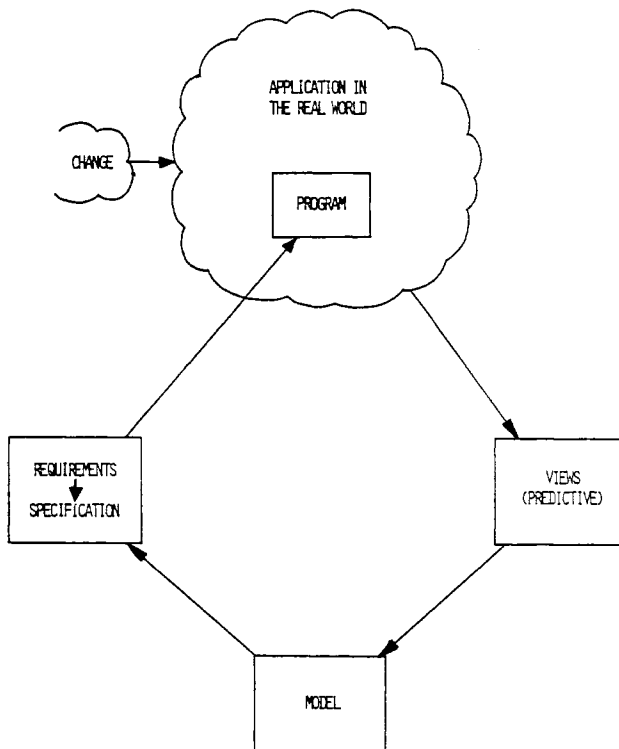 APPLICATION IN
THE REAL WORLD
CHANGE
PROGRAM
REQUIREMENTS
SPECIFICATION
VIEWS
(PREDICTIVE)
MODEL